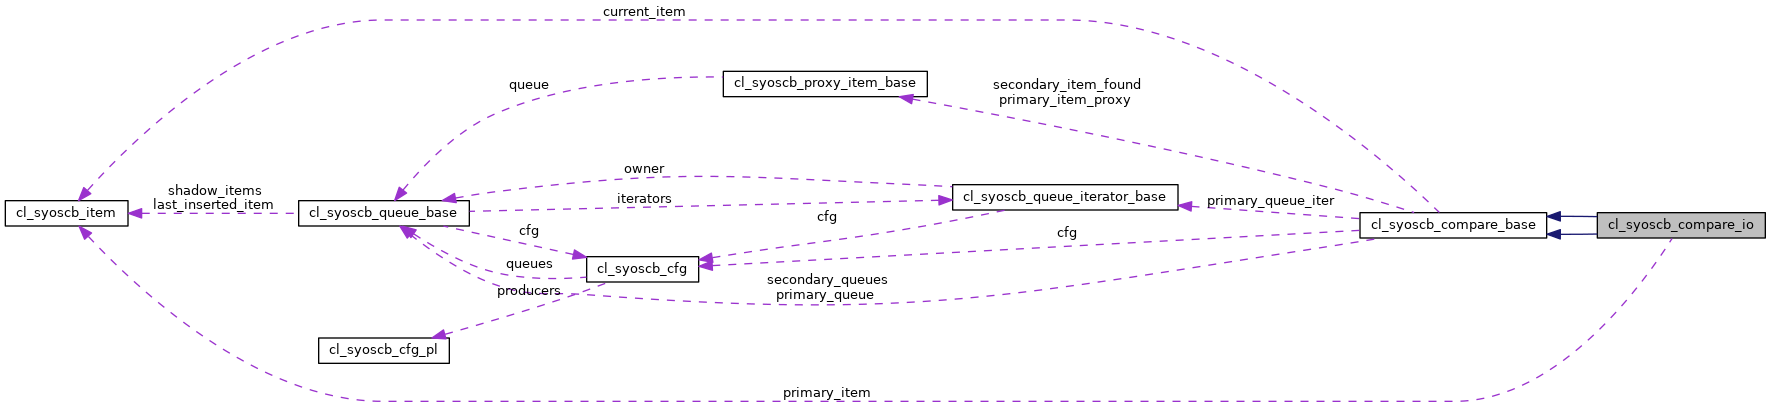 current_item
cl_syoscb_proxy_item_base
queue
secondary_item_found
primary_item_proxy
owner
shadow_items
last_inserted_item
iterators
cl_syoscb_queue_iterator_base
primary_queue_iter
cl_syoscb_item
cl_syoscb_queue_base
cfg
cl_syoscb_compare_base
cl_syoscb_compare_io
cfg
cfg
queues
cl_syoscb_cfg
secondary_queues
primary_queue
producers
cl_syoscb_cfg_pl
primary_item